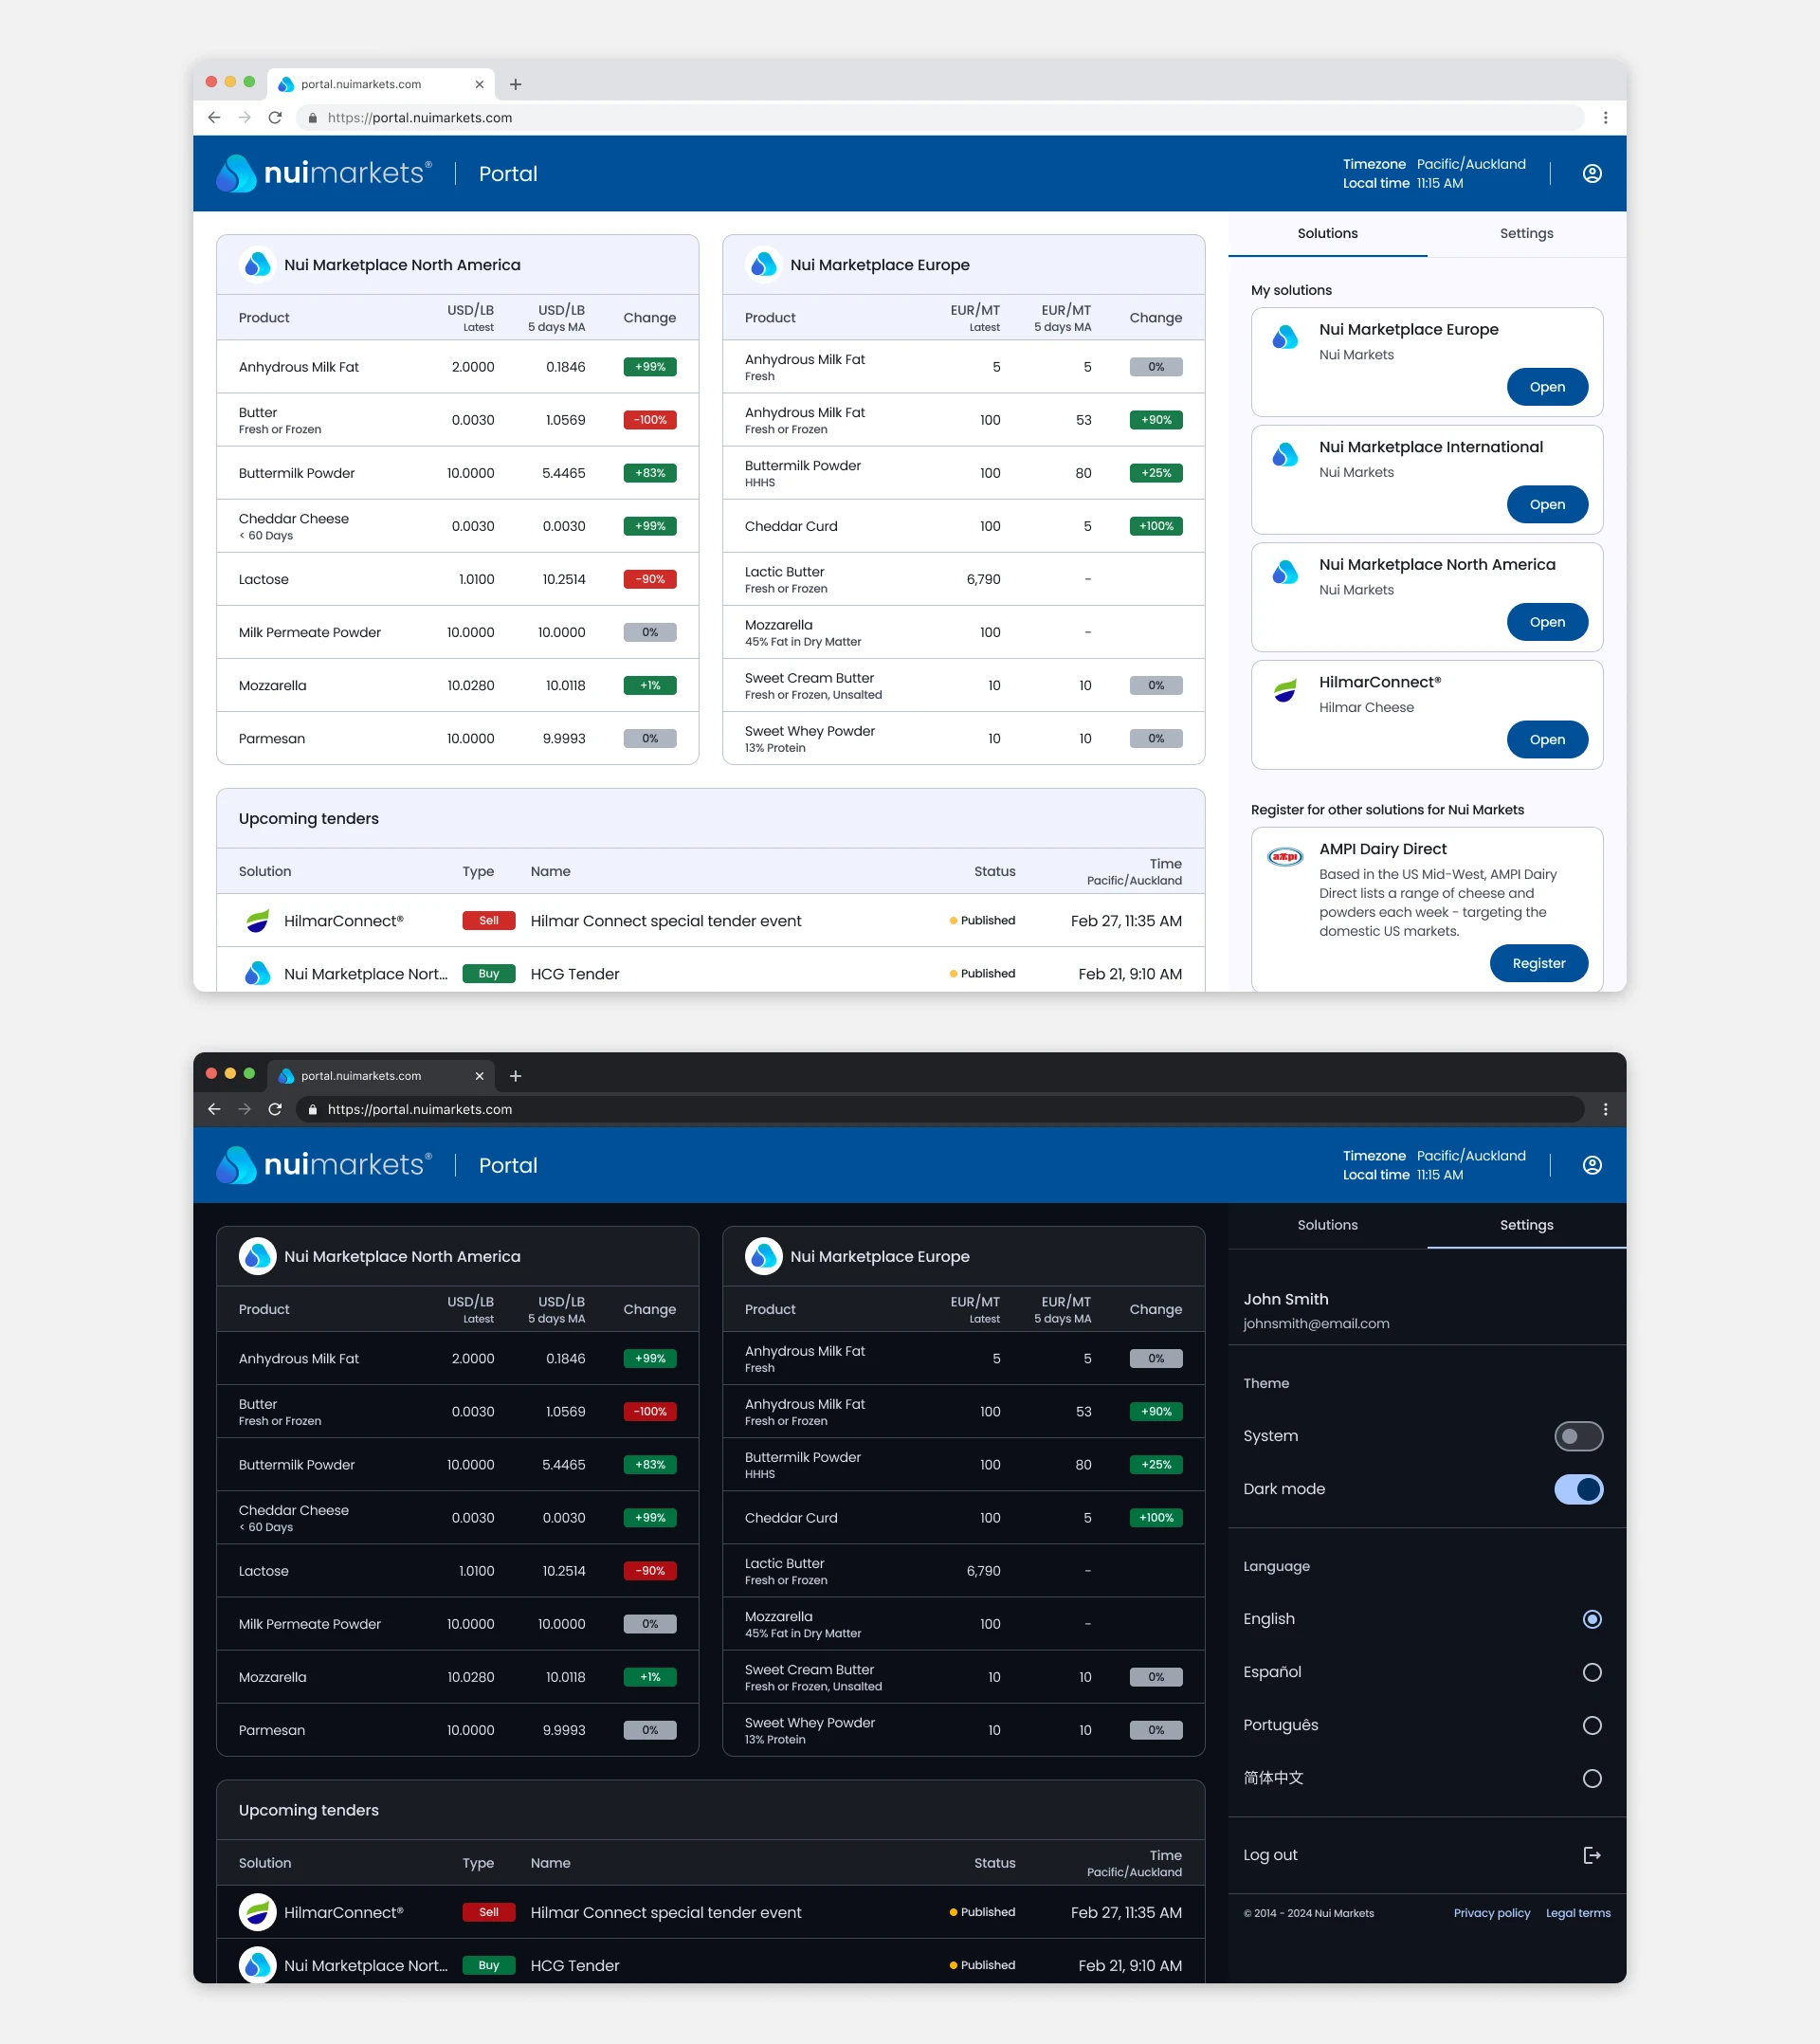 portal.nuimarkets.com
https://portal.nuimarkets.com
nuimarkets® Portal
Timezone Pacific/Auckland
Local time 11:15 AM
Nui Marketplace North America
Product USD/LB Latest USD/LB 5 days MA Change
Anhydrous Milk Fat 2.0000 0.1846 +99%
Butter Fresh or Frozen 0.0030 1.0569 -100%
Buttermilk Powder 10.0000 5.4465 +83%
Cheddar Cheese < 60 Days 0.0030 0.0030 +99%
Lactose 1.0100 10.2514 -90%
Milk Permeate Powder 10.0000 10.0000 0%
Mozzarella 10.0280 10.0118 +1%
Parmesan 10.0000 9.9993 0%
Nui Marketplace Europe
Product EUR/MT Latest EUR/MT 5 days MA Change
Anhydrous Milk Fat Fresh 5 5 0%
Anhydrous Milk Fat Fresh or Frozen 100 53 +90%
Buttermilk Powder HHHS 100 80 +25%
Cheddar Curd 100 5 +100%
Lactic Butter Fresh or Frozen 6,790 -
Mozzarella 45% Fat in Dry Matter 100 -
Sweet Cream Butter Fresh or Frozen, Unsalted 10 10 0%
Sweet Whey Powder 13% Protein 10 10 0%
Upcoming tenders
Solution Type Name Status Time Pacific/Auckland
HilmarConnect® Sell Hilmar Connect special tender event Published Feb 27, 11:35 AM
Nui Marketplace Nort... Buy HCG Tender Published Feb 21, 9:10 AM
Solutions Settings
My solutions
Nui Marketplace Europe
Nui Markets
Open
Nui Marketplace International
Nui Markets
Open
Nui Marketplace North America
Nui Markets
Open
HilmarConnect®
Hilmar Cheese
Open
Register for other solutions for Nui Markets
ampi
AMPI Dairy Direct
Based in the US Mid-West, AMPI Dairy
Direct lists a range of cheese and
powders each week - targeting the
domestic US markets.
Register
portal.nuimarkets.com
https://portal.nuimarkets.com
nuimarkets® Portal
Timezone Pacific/Auckland
Local time 11:15 AM
Nui Marketplace North America
Product USD/LB Latest USD/LB 5 days MA Change
Anhydrous Milk Fat 2.0000 0.1846 +99%
Butter Fresh or Frozen 0.0030 1.0569 -100%
Buttermilk Powder 10.0000 5.4465 +83%
Cheddar Cheese < 60 Days 0.0030 0.0030 +99%
Lactose 1.0100 10.2514 -90%
Milk Permeate Powder 10.0000 10.0000 0%
Mozzarella 10.0280 10.0118 +1%
Parmesan 10.0000 9.9993 0%
Nui Marketplace Europe
Product EUR/MT Latest EUR/MT 5 days MA Change
Anhydrous Milk Fat Fresh 5 5 0%
Anhydrous Milk Fat Fresh or Frozen 100 53 +90%
Buttermilk Powder HHHS 100 80 +25%
Cheddar Curd 100 5 +100%
Lactic Butter Fresh or Frozen 6,790 -
Mozzarella 45% Fat in Dry Matter 100 -
Sweet Cream Butter Fresh or Frozen, Unsalted 10 10 0%
Sweet Whey Powder 13% Protein 10 10 0%
Upcoming tenders
Solution Type Name Status Time Pacific/Auckland
HilmarConnect® Sell Hilmar Connect special tender event Published Feb 27, 11:35 AM
Nui Marketplace Nort... Buy HCG Tender Published Feb 21, 9:10 AM
Solutions Settings
John Smith
johnsmith@email.com
Theme
System
Dark mode
Language
English
Español
Português
简体中文
Log out
© 2014 - 2024 Nui Markets Privacy policy Legal terms